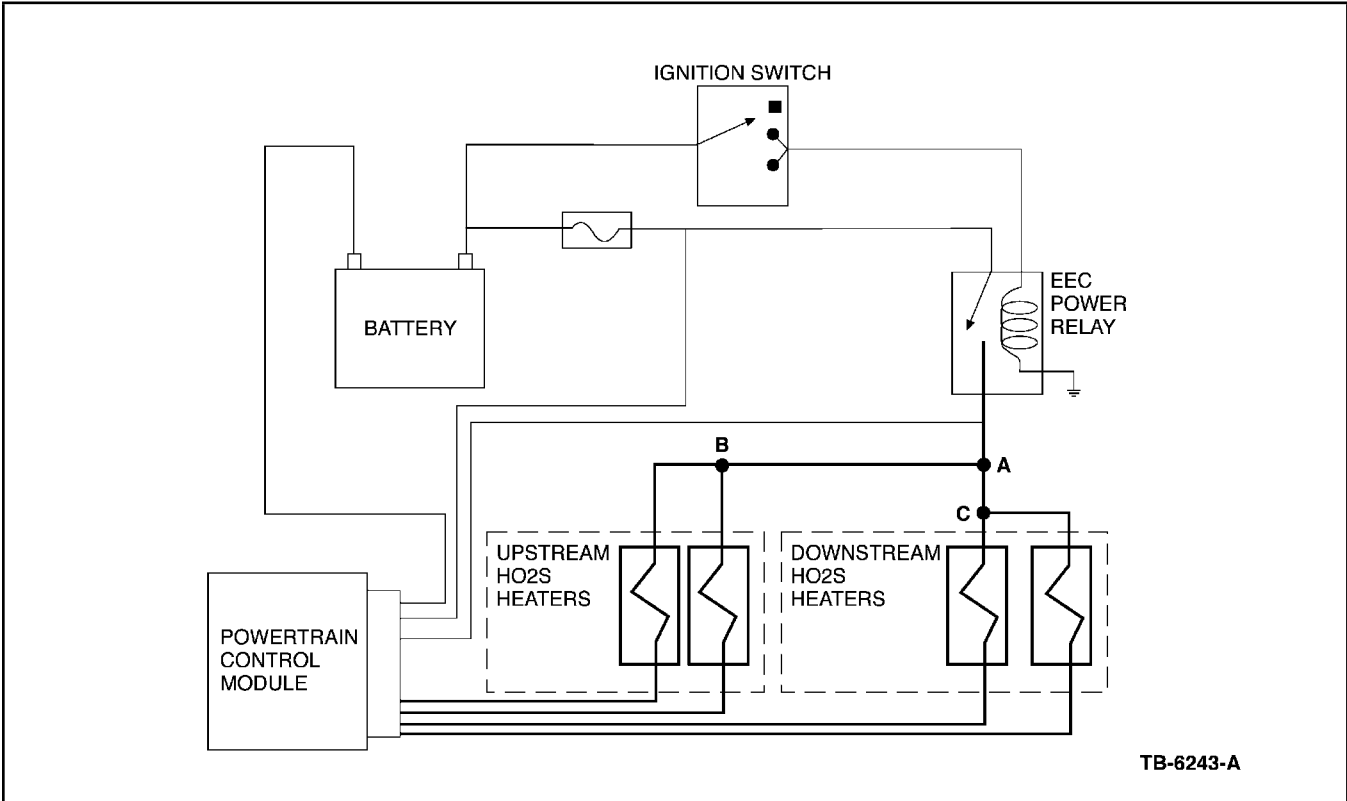 IGNITION SWITCH
EEC
POWER
RELAY
BATTERY
B
A
C
UPSTREAM
HO2S
HEATERS
DOWNSTREAM
HO2S
HEATERS
POWERTRAIN
CONTROL
MODULE
TB-6243-A